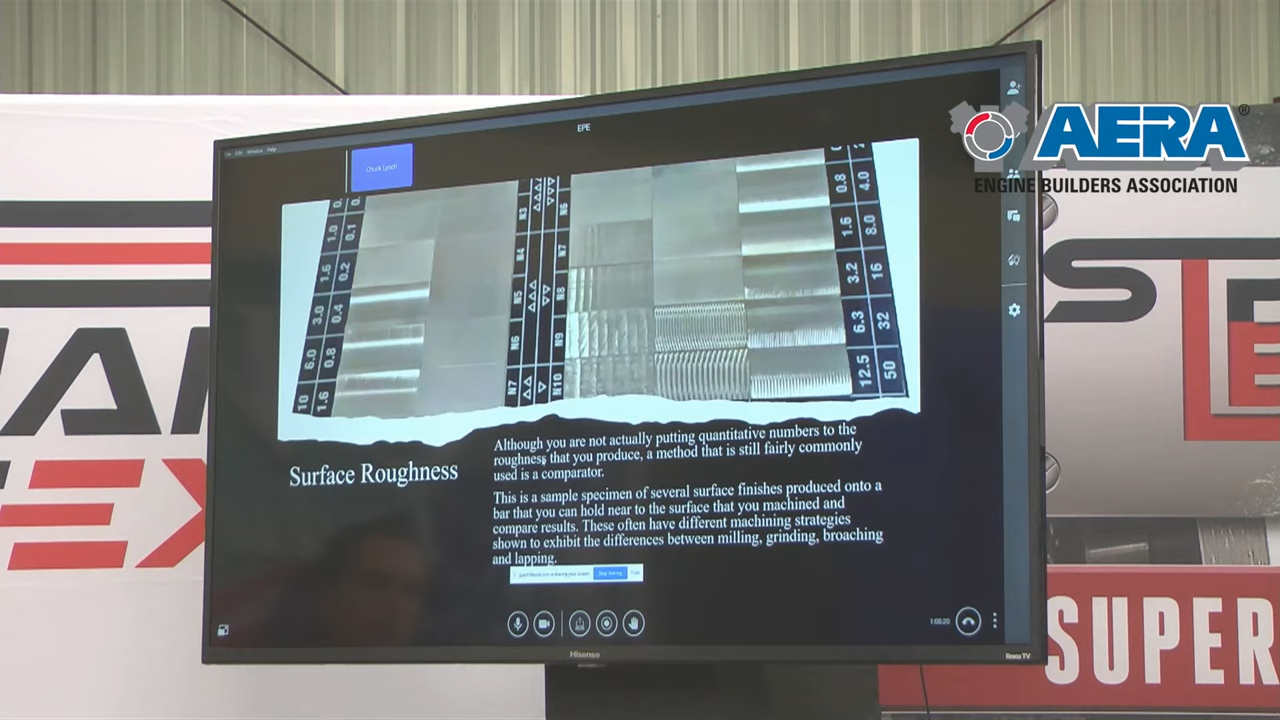 AERA®
ENGINE BUILDERS ASSOCIATION
Edit Window Help
EPE
Chuck Lynch
1.0 0.1
1.6 0.2
3.0 0.4
6.0 0.8
10 1.6
N3
N4
N5
N6
N7
N6
N7
N8
N9
N10
0.8 4.0
1.6 8.0
3.2 16
6.3 32
12.5 50
Surface Roughness
Although you are not actually putting quantitative numbers to the
roughness that you produce, a method that is still fairly commonly
used is a comparator.
This is a sample specimen of several surface finishes produced onto a
bar that you can hold near to the surface that you machined and
compare results. These often have different machining strategies
shown to exhibit the differences between milling, grinding, broaching
and lapping.
Stop sharing
1:00:20
Hisense
Roku TV
SUPER